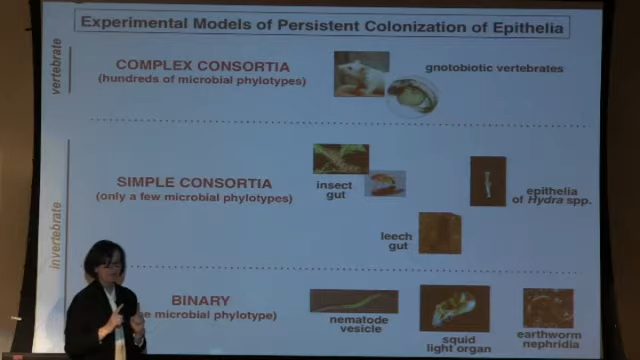 Experimental Models of Persistent Colonization of Epithelia
vertebrate
COMPLEX CONSORTIA
(hundreds of microbial phylotypes)
gnotobiotic vertebrates
invertebrate
SIMPLE CONSORTIA
(only a few microbial phylotypes)
insect
gut
epithelia
of Hydra spp.
leech
gut
BINARY
microbial phylotype)
nematode
vesicle
squid
light organ
earthworm
nephridia